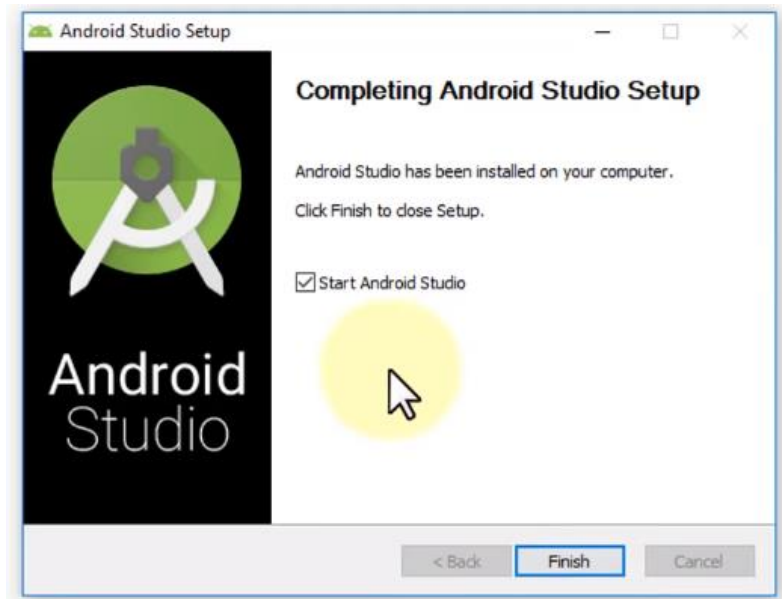 Android Studio Setup
Completing Android Studio Setup
Android Studio has been installed on your computer.
Click Finish to close Setup.
Start Android Studio
Android
Studio
< Back
Finish
Cancel